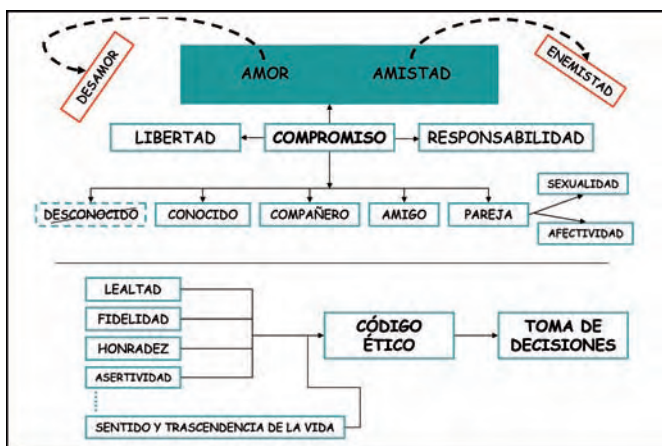 AMOR AMISTAD
DESAMOR
ENEMISTAD
LIBERTAD COMPROMISO RESPONSABILIDAD
SEXUALIDAD
DESCONOCIDO CONOCIDO COMPAÑERO AMIGO PAREJA
AFECTIVIDAD
LEALTAD
FIDELIDAD
HONRADEZ
ASERTIVIDAD
SENTIDO Y TRASCENDENCIA DE LA VIDA
CÓDIGO
ÉTICO
TOMA DE
DECISIONES